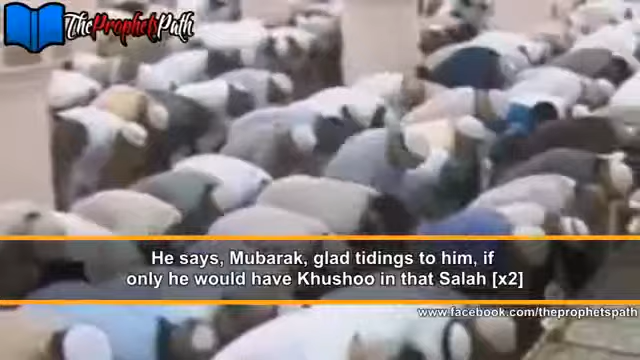 TheProphetsPath
He says, Mubarak, glad tidings to him, if
only he would have Khushoo in that Salah [x2]
www.facebook.com/theprophetspath